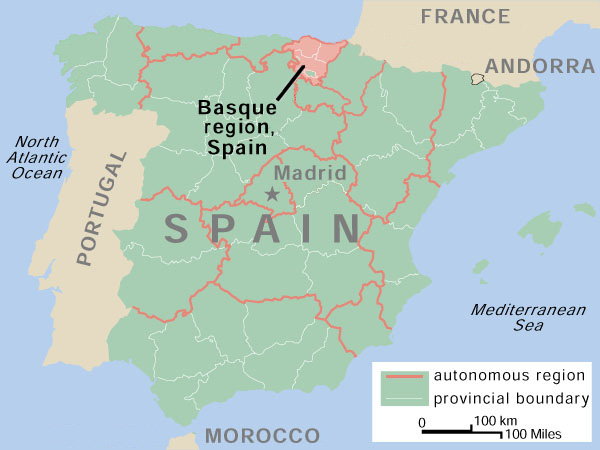 FRANCE
ANDORRA
Basque
region,
Spain
North
Atlantic
Ocean
PORTUGAL
Madrid
SPAIN
Mediterranean
Sea
MOROCCO
autonomous region
provincial boundary
0 100 km
100 Miles